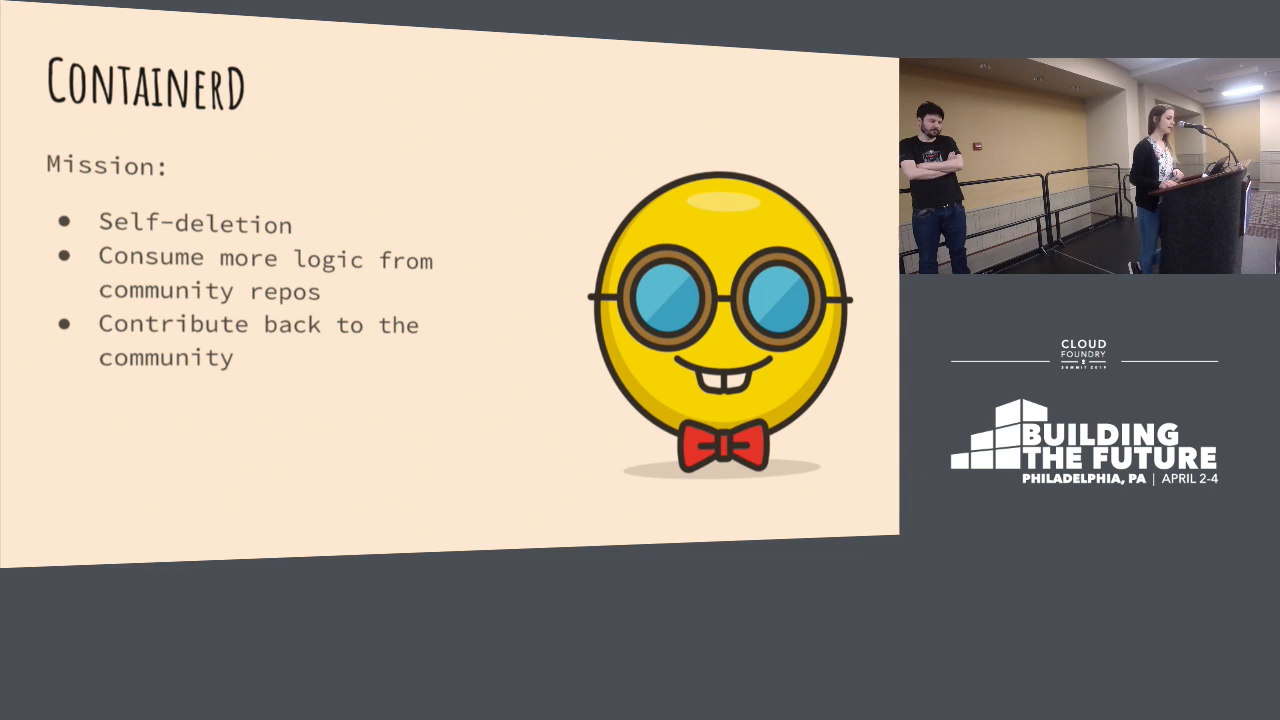 CONTAINERD
Mission:
● Self-deletion
● Consume more logic from
community repos
● Contribute back to the
community
CLOUD
FOUNDRY
SUMMIT 2019
BUILDING
THE FUTURE
PHILADELPHIA, PA | APRIL 2-4